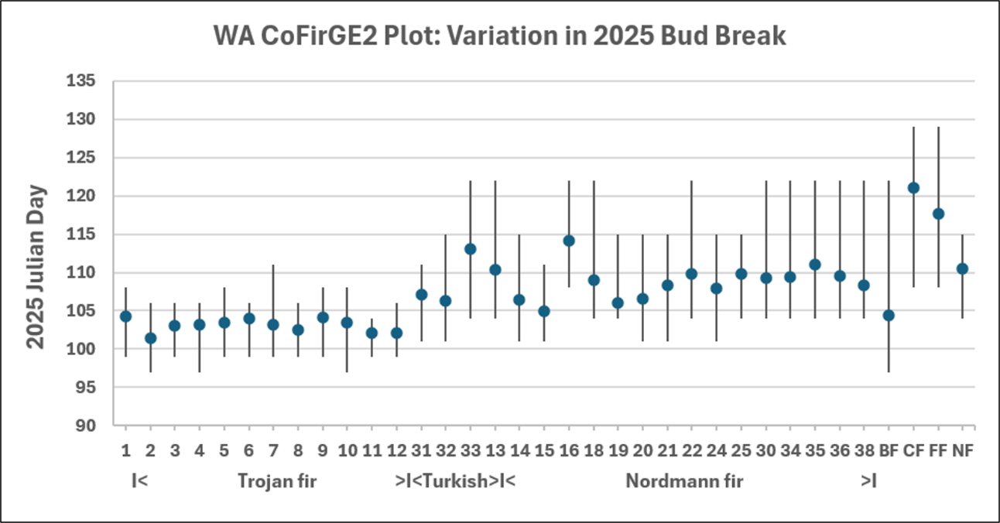 WA CoFirGE2 Plot: Variation in 2025 Bud Break
2025 Julian Day
135
130
125
120
115
110
105
100
95
90
1 2 3 4 5 6 7 8 9 10 11 12 31 32 33 13 14 15 16 18 19 20 21 22 24 25 30 34 35 36 38 BF CF FF NF
I< Trojan fir >I<Turkish>I< Nordmann fir >I